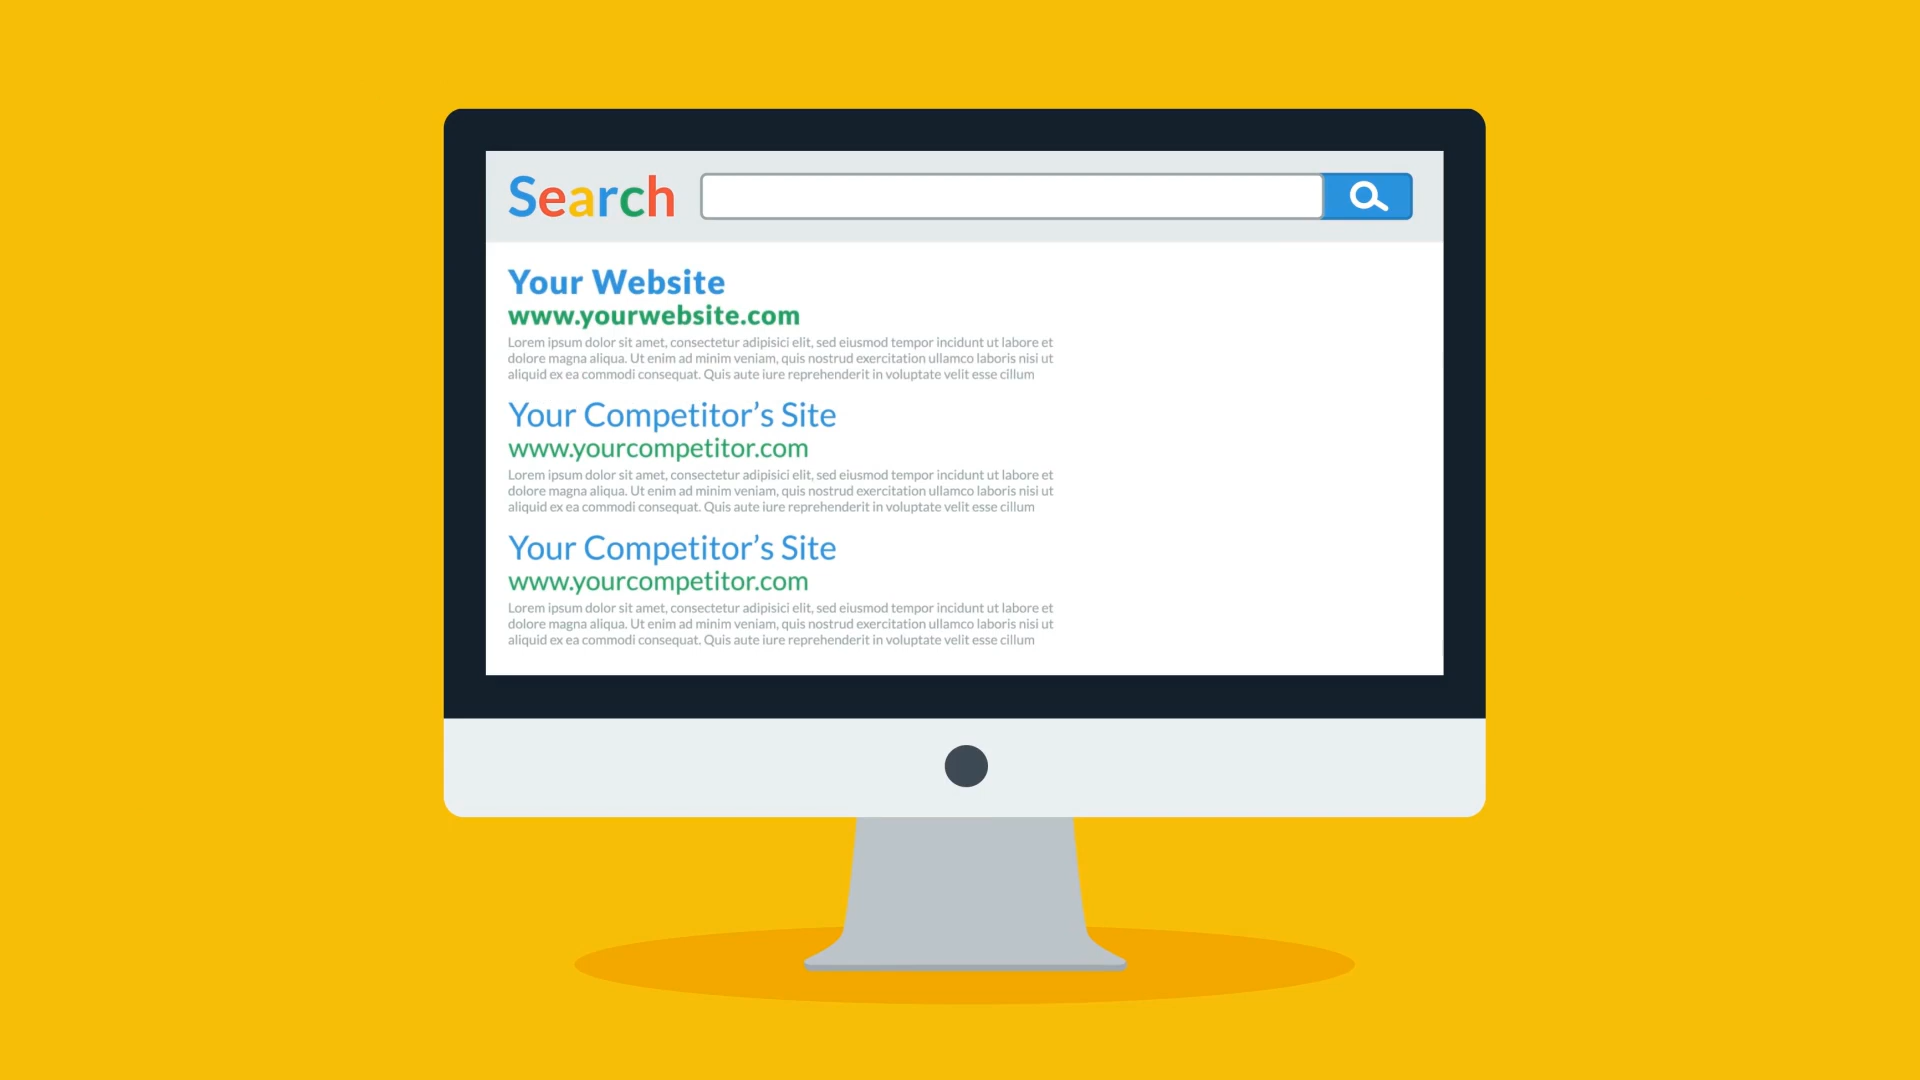 Search
Your Website
www.yourwebsite.com
Lorem ipsum dolor sit amet, consectetur adipisici elit, sed eiusmod tempor incidunt ut labore et
dolore magna aliqua. Ut enim ad minim veniam, quis nostrud exercitation ullamco laboris nisi ut
aliquid ex ea commodi consequat. Quis aute iure reprehenderit in voluptate velit esse cillum
Your Competitor’s Site
www.yourcompetitor.com
Lorem ipsum dolor sit amet, consectetur adipisici elit, sed eiusmod tempor incidunt ut labore et
dolore magna aliqua. Ut enim ad minim veniam, quis nostrud exercitation ullamco laboris nisi ut
aliquid ex ea commodi consequat. Quis aute iure reprehenderit in voluptate velit esse cillum
Your Competitor’s Site
www.yourcompetitor.com
Lorem ipsum dolor sit amet, consectetur adipisici elit, sed eiusmod tempor incidunt ut labore et
dolore magna aliqua. Ut enim ad minim veniam, quis nostrud exercitation ullamco laboris nisi ut
aliquid ex ea commodi consequat. Quis aute iure reprehenderit in voluptate velit esse cillum